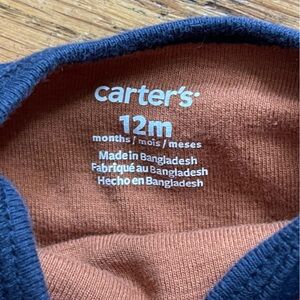 carter's
12m
months / mois / meses
Made in Bangladesh
Fabriqué au Bangladesh
Hecho en Bangladesh